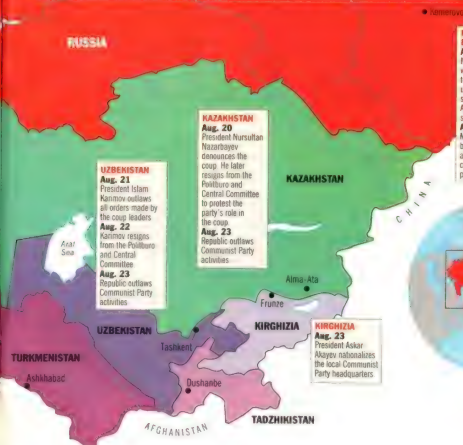 Kemerovo
RUSSIA
KAZAKHSTAN
Aug. 20
President Nursultan
Nazarbayev
denounces the
coup. He later
resigns from the
Politburo and
Central Committee
to protest the
party's role in
the coup
Aug. 23
Republic outlaws
Communist Party
activities
UZBEKISTAN
Aug. 21
President Islam
Karimov outlaws
all orders made by
the coup leaders
Aug. 22
Karimov resigns
from the Politburo
and Central
Committee
Aug. 23
Republic outlaws
Communist Party
activities
KAZAKHSTAN
CHINA
Aral
Sea
Alma-Ata
Frunze
UZBEKISTAN
Tashkent
KIRGHIZIA
KIRGHIZIA
Aug. 23
President Askar
Akayev nationalizes
the local Communist
Party headquarters
TURKMENISTAN
Ashkhabad
Dushanbe
TADZHIKISTAN
AFGHANISTAN